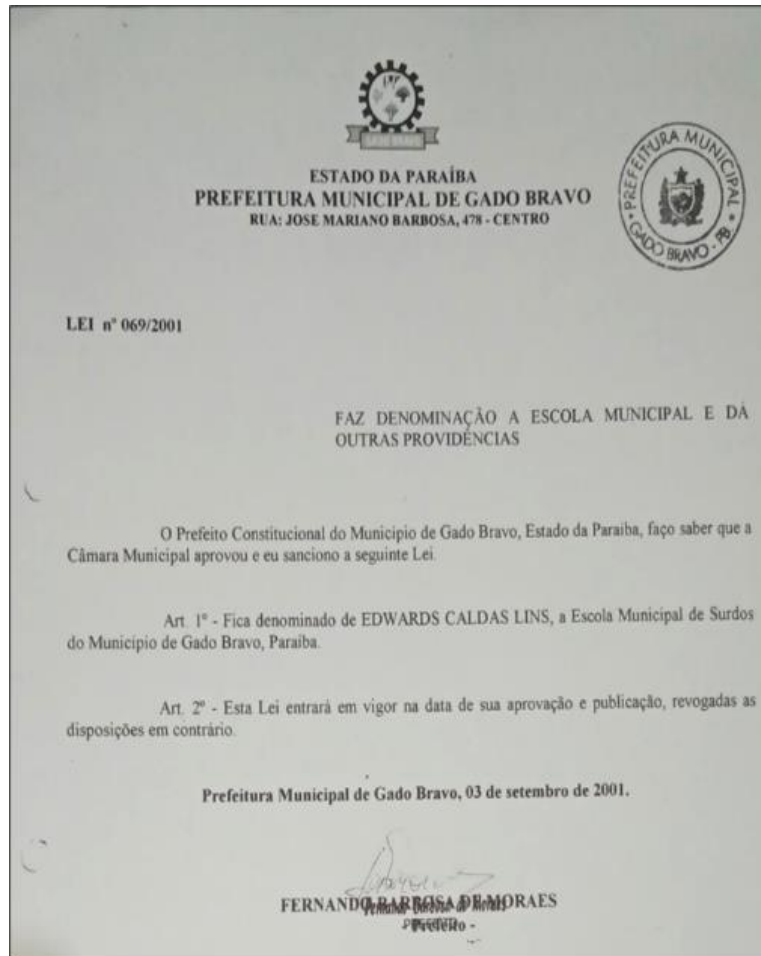 ESTADO DA PARAÍBA
PREFEITURA MUNICIPAL DE GADO BRAVO
RUA: JOSE MARIANO BARBOSA, 478 - CENTRO
PREFEITURA MUNICIPAL
GADO BRAVO - PB
LEI nº 069/2001
FAZ DENOMINAÇÃO A ESCOLA MUNICIPAL E DÁ
OUTRAS PROVIDÊNCIAS
O Prefeito Constitucional do Municipio de Gado Bravo, Estado da Paraiba, faço saber que a
Câmara Municipal aprovou e eu sanciono a seguinte Lei.
Art. 1º - Fica denominado de EDWARDS CALDAS LINS, a Escola Municipal de Surdos
do Municipio de Gado Bravo, Paraiba.
Art. 2º - Esta Lei entrará em vigor na data de sua aprovação e publicação, revogadas as
disposições em contrário.
Prefeitura Municipal de Gado Bravo, 03 de setembro de 2001.
FERNANDO BARBOSA DE MORAES
- Prefeito -